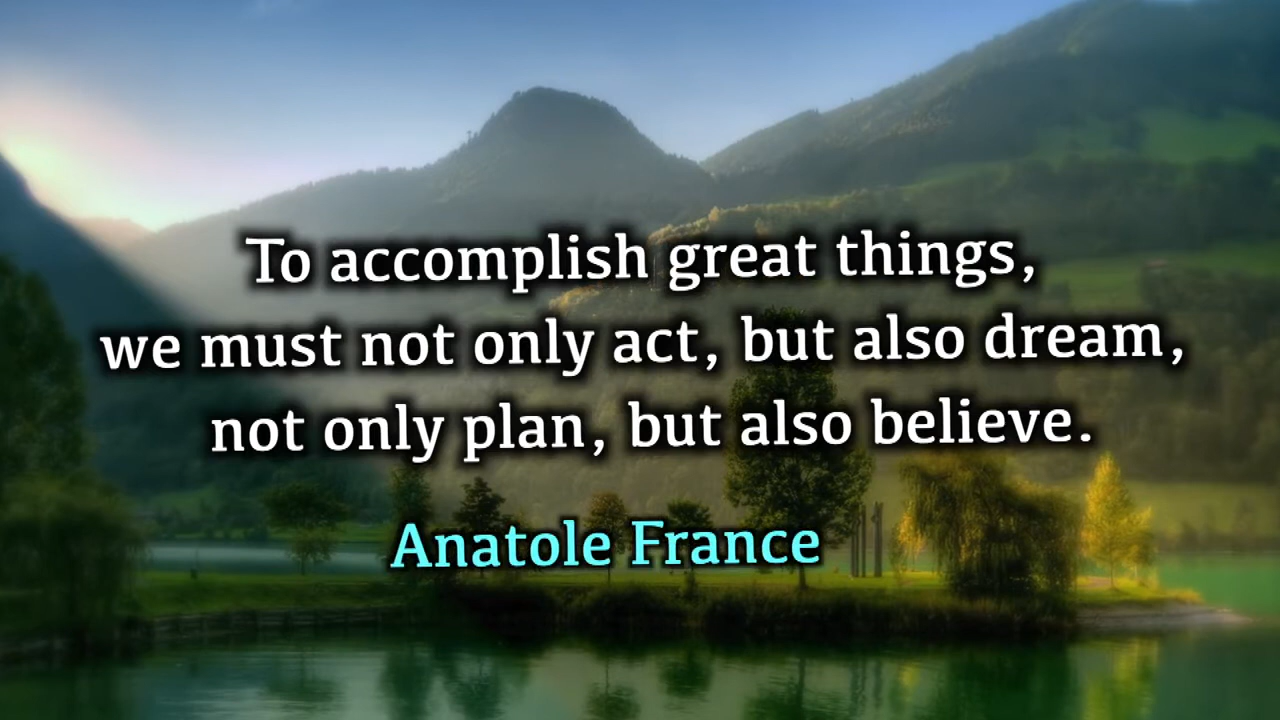 To accomplish great things,
we must not only act, but also dream,
not only plan, but also believe.
Anatole France